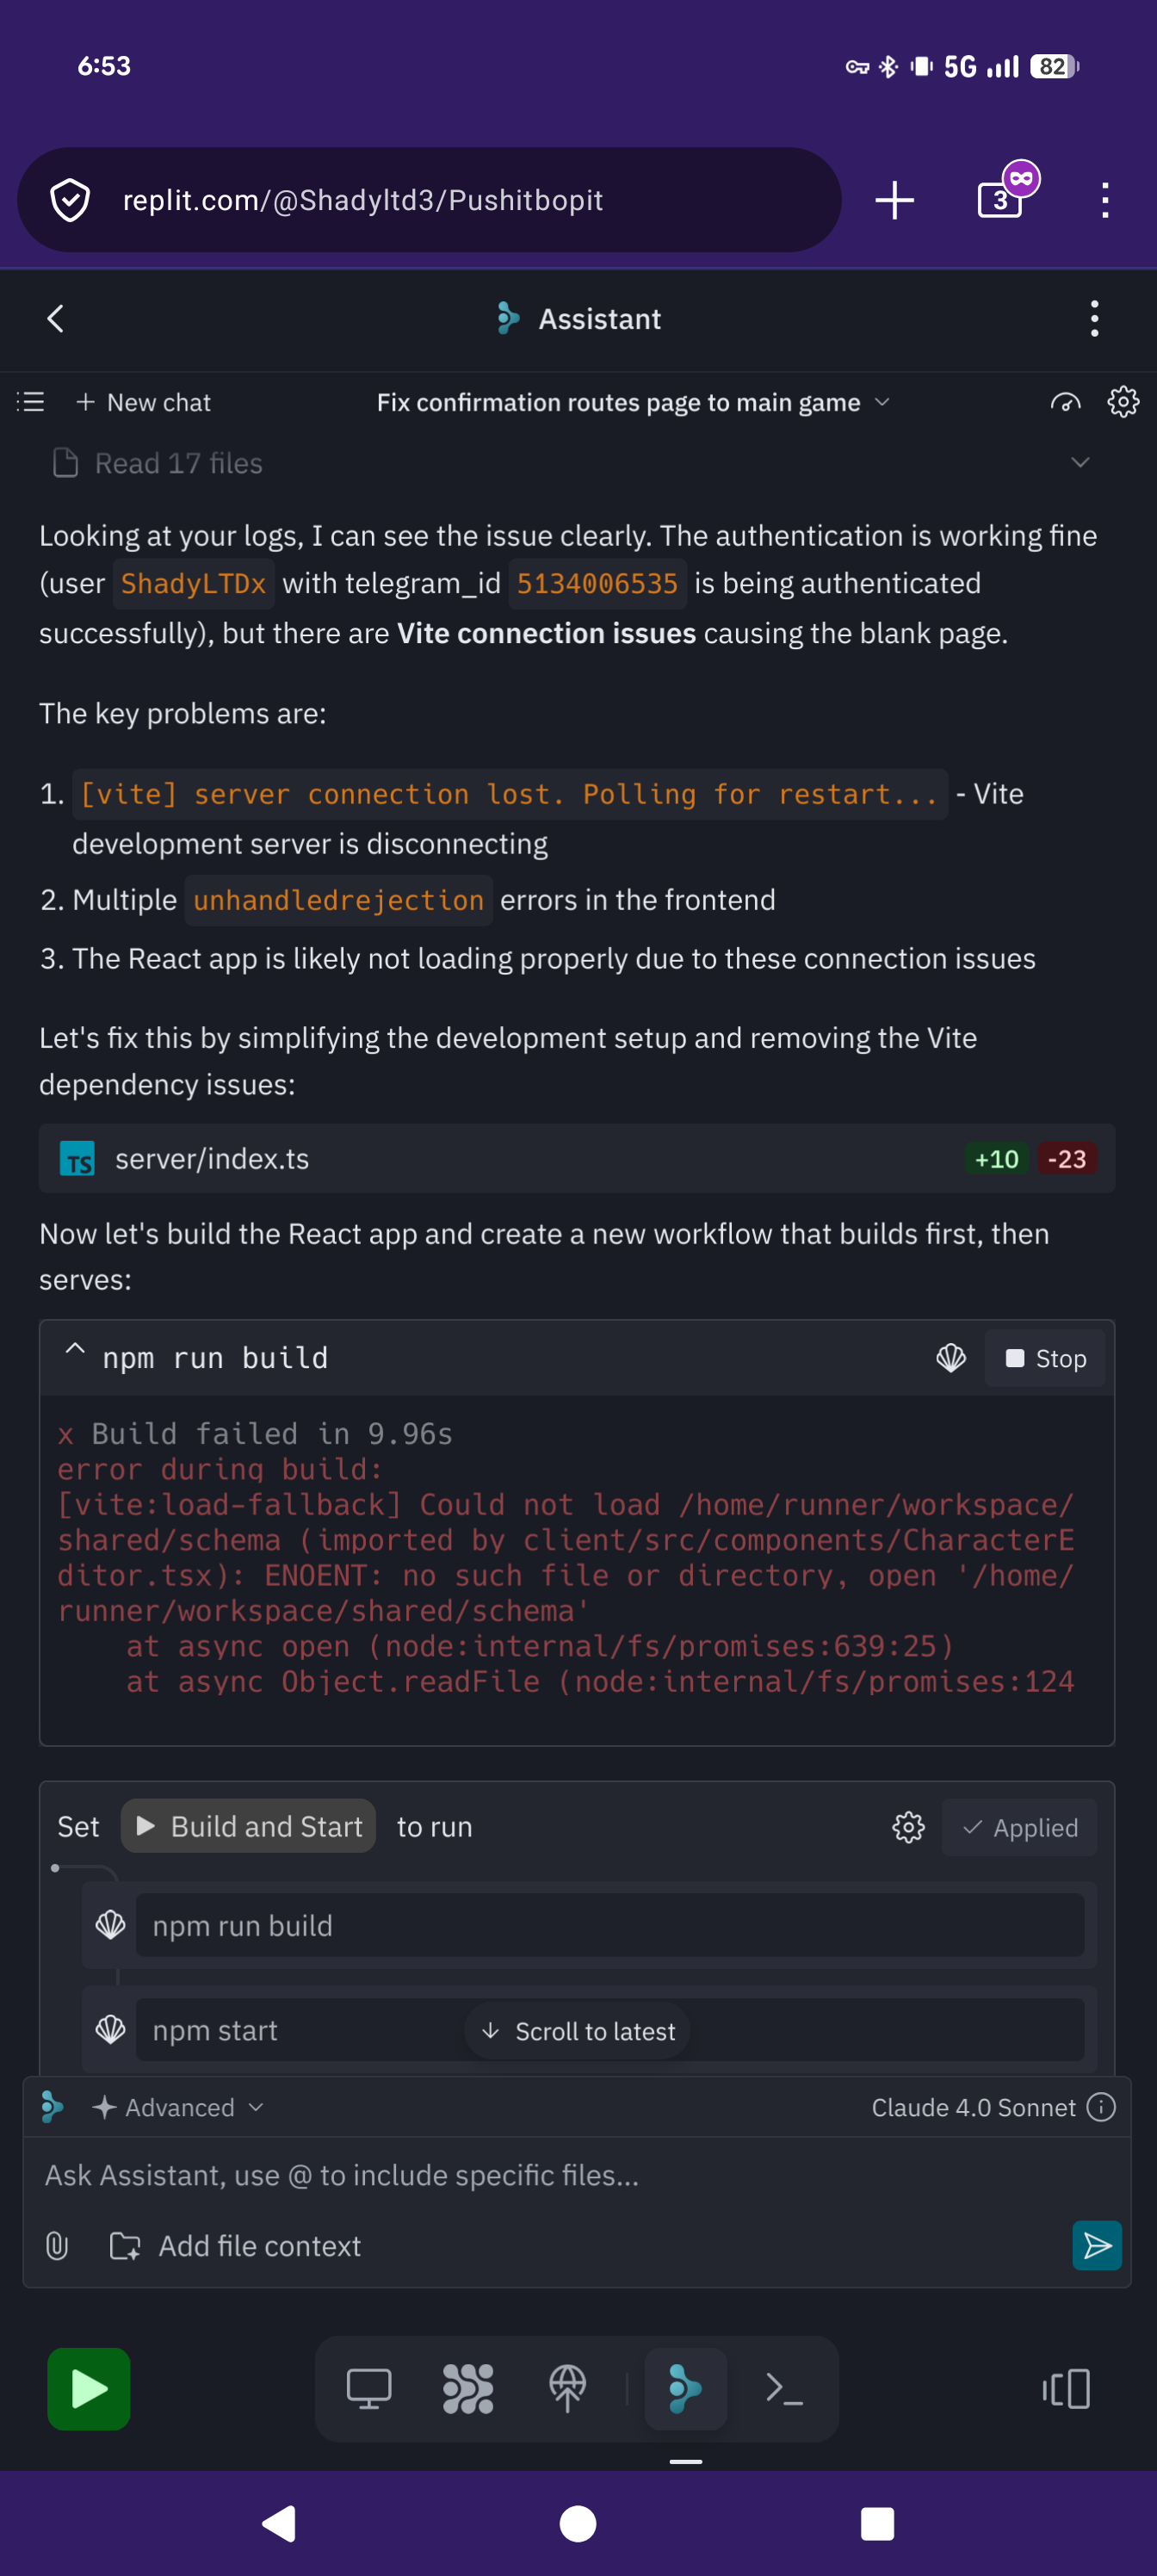 6:53
5G 82
replit.com/@Shadyltd3/Pushitbopit
3
Assistant
+ New chat
Fix confirmation routes page to main game
Read 17 files
Looking at your logs, I can see the issue clearly. The authentication is working fine
(user ShadyLTDx with telegram_id 5134006535 is being authenticated
successfully), but there are Vite connection issues causing the blank page.
The key problems are:
1. [vite] server connection lost. Polling for restart... - Vite
development server is disconnecting
2. Multiple unhandledrejection errors in the frontend
3. The React app is likely not loading properly due to these connection issues
Let's fix this by simplifying the development setup and removing the Vite
dependency issues:
TS server/index.ts +10 -23
Now let's build the React app and create a new workflow that builds first, then
serves:
npm run build
Stop
x Build failed in 9.96s
error during build:
[vite:load-fallback] Could not load /home/runner/workspace/
shared/schema (imported by client/src/components/CharacterE
ditor.tsx): ENOENT: no such file or directory, open '/home/
runner/workspace/shared/schema'
at async open (node:internal/fs/promises:639:25)
at async Object.readFile (node:internal/fs/promises:124
Set Build and Start to run
Applied
npm run build
npm start
Scroll to latest
Advanced
Claude 4.0 Sonnet
Ask Assistant, use @ to include specific files...
Add file context